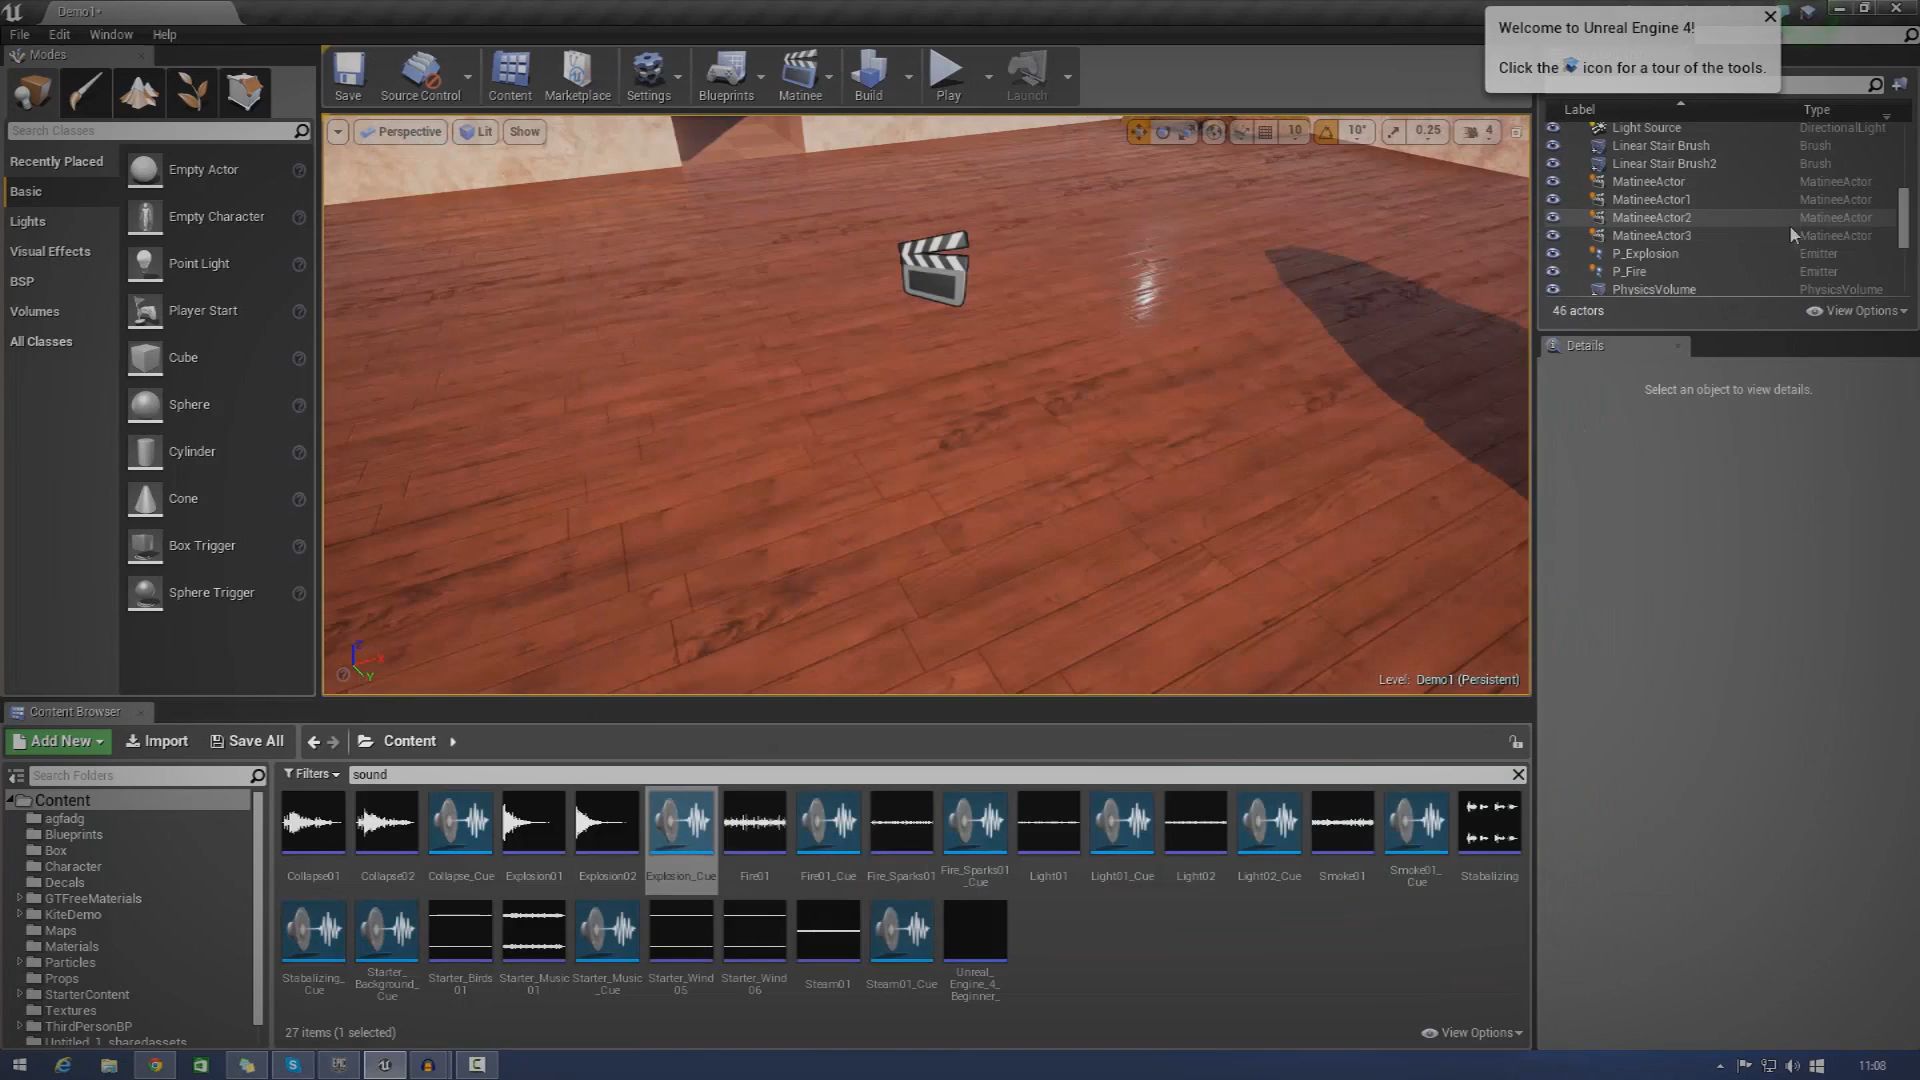 Demo1*
File Edit Window Help
Welcome to Unreal Engine 4!
Click the icon for a tour of the tools.
Modes
Save Source Control Content Marketplace Settings Blueprints Matinee Build Play Launch
Search Classes
Recently Placed
Basic
Lights
Visual Effects
BSP
Volumes
All Classes
Empty Actor
Empty Character
Point Light
Player Start
Cube
Sphere
Cylinder
Cone
Box Trigger
Sphere Trigger
Perspective Lit Show
10 10° 0.25 4
Z X Y
Level: Demo1 (Persistent)
Label Type
Light Source DirectionalLight
Linear Stair Brush Brush
Linear Stair Brush2 Brush
MatineeActor MatineeActor
MatineeActor1 MatineeActor
MatineeActor2 MatineeActor
MatineeActor3 MatineeActor
P_Explosion Emitter
P_Fire Emitter
PhysicsVolume PhysicsVolume
46 actors View Options
Details
Select an object to view details.
Content Browser
Add New Import Save All Content
Search Folders
Content
agfadg
Blueprints
Box
Character
Decals
GTFreeMaterials
KiteDemo
Maps
Materials
Particles
Props
StarterContent
Textures
ThirdPersonBP
Untitled_1_sharedassets
Filters sound
Collapse01 Collapse02 Collapse_Cue Explosion01 Explosion02 Explosion_Cue Fire01 Fire01_Cue Fire_Sparks01 Fire_Sparks01_Cue Light01 Light01_Cue Light02 Light02_Cue Smoke01 Smoke01_Cue Stabalizing
Stabalizing_Cue Starter_Background_Cue Starter_Birds01 Starter_Music01 Starter_Music_Cue Starter_Wind05 Starter_Wind06 Steam01 Steam01_Cue Unreal_Engine_4_Beginner_
27 items (1 selected) View Options
11:08